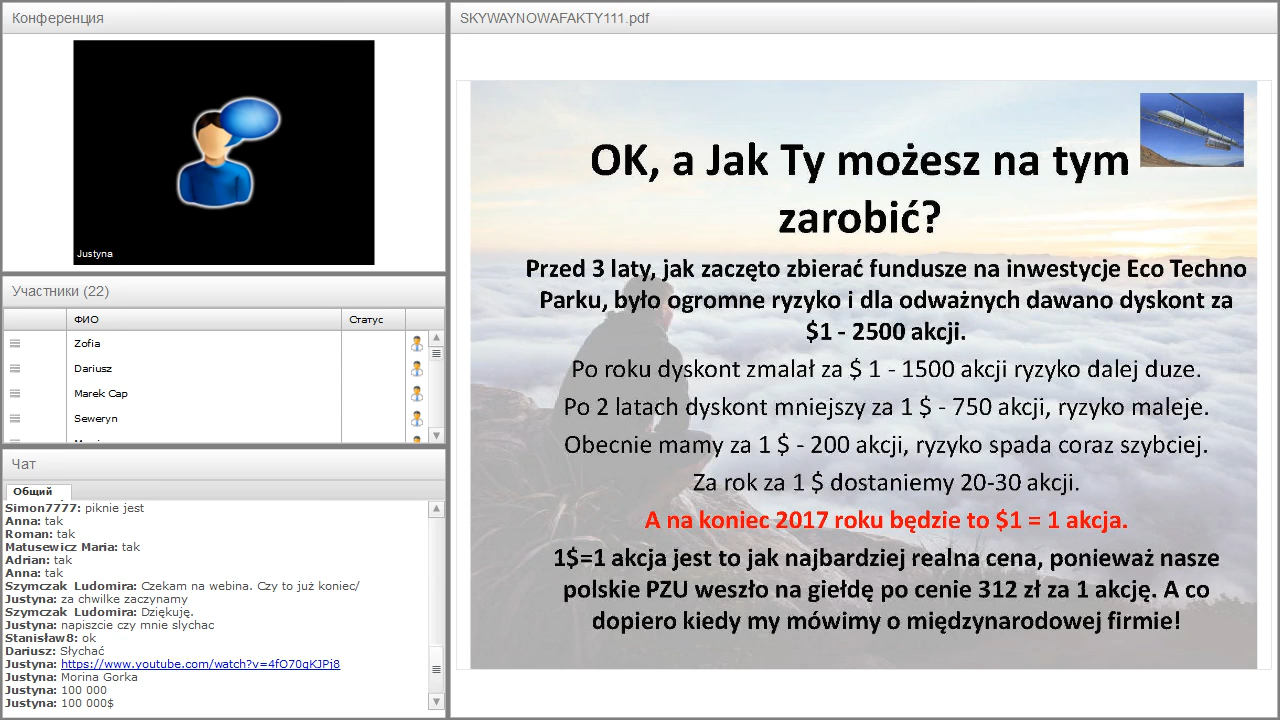 Конференция
Justyna
Участники (22)
ФИО
Статус
Zofia
Dariusz
Marek Cap
Seweryn
Чат
Общий
Simon7777: piknie jest
Anna: tak
Roman: tak
Matusewicz Maria: tak
Adrian: tak
Anna: tak
Szymczak Ludomira: Czekam na webina. Czy to już koniec/
Justyna: za chwilke zaczynamy
Szymczak Ludomira: Dziękuję.
Justyna: napiszcie czy mnie slychac
Stanisław8: ok
Dariusz: Słychać
Justyna: https://www.youtube.com/watch?v=4fO70gKJPj8
Justyna: Morina Gorka
Justyna: 100 000
Justyna: 100 000$
SKYWAYNOWAFAKTY111.pdf
OK, a Jak Ty możesz na tym
zarobić?
Przed 3 laty, jak zaczęto zbierać fundusze na inwestycje Eco Techno
Parku, było ogromne ryzyko i dla odważnych dawano dyskont za
$1 - 2500 akcji.
Po roku dyskont zmalał za $ 1 - 1500 akcji ryzyko dalej duze.
Po 2 latach dyskont mniejszy za 1 $ - 750 akcji, ryzyko maleje.
Obecnie mamy za 1 $ - 200 akcji, ryzyko spada coraz szybciej.
Za rok za 1 $ dostaniemy 20-30 akcji.
A na koniec 2017 roku będzie to $1 = 1 akcja.
1$=1 akcja jest to jak najbardziej realna cena, ponieważ nasze
polskie PZU weszło na giełdę po cenie 312 zł za 1 akcję. A co
dopiero kiedy my mówimy o międzynarodowej firmie!